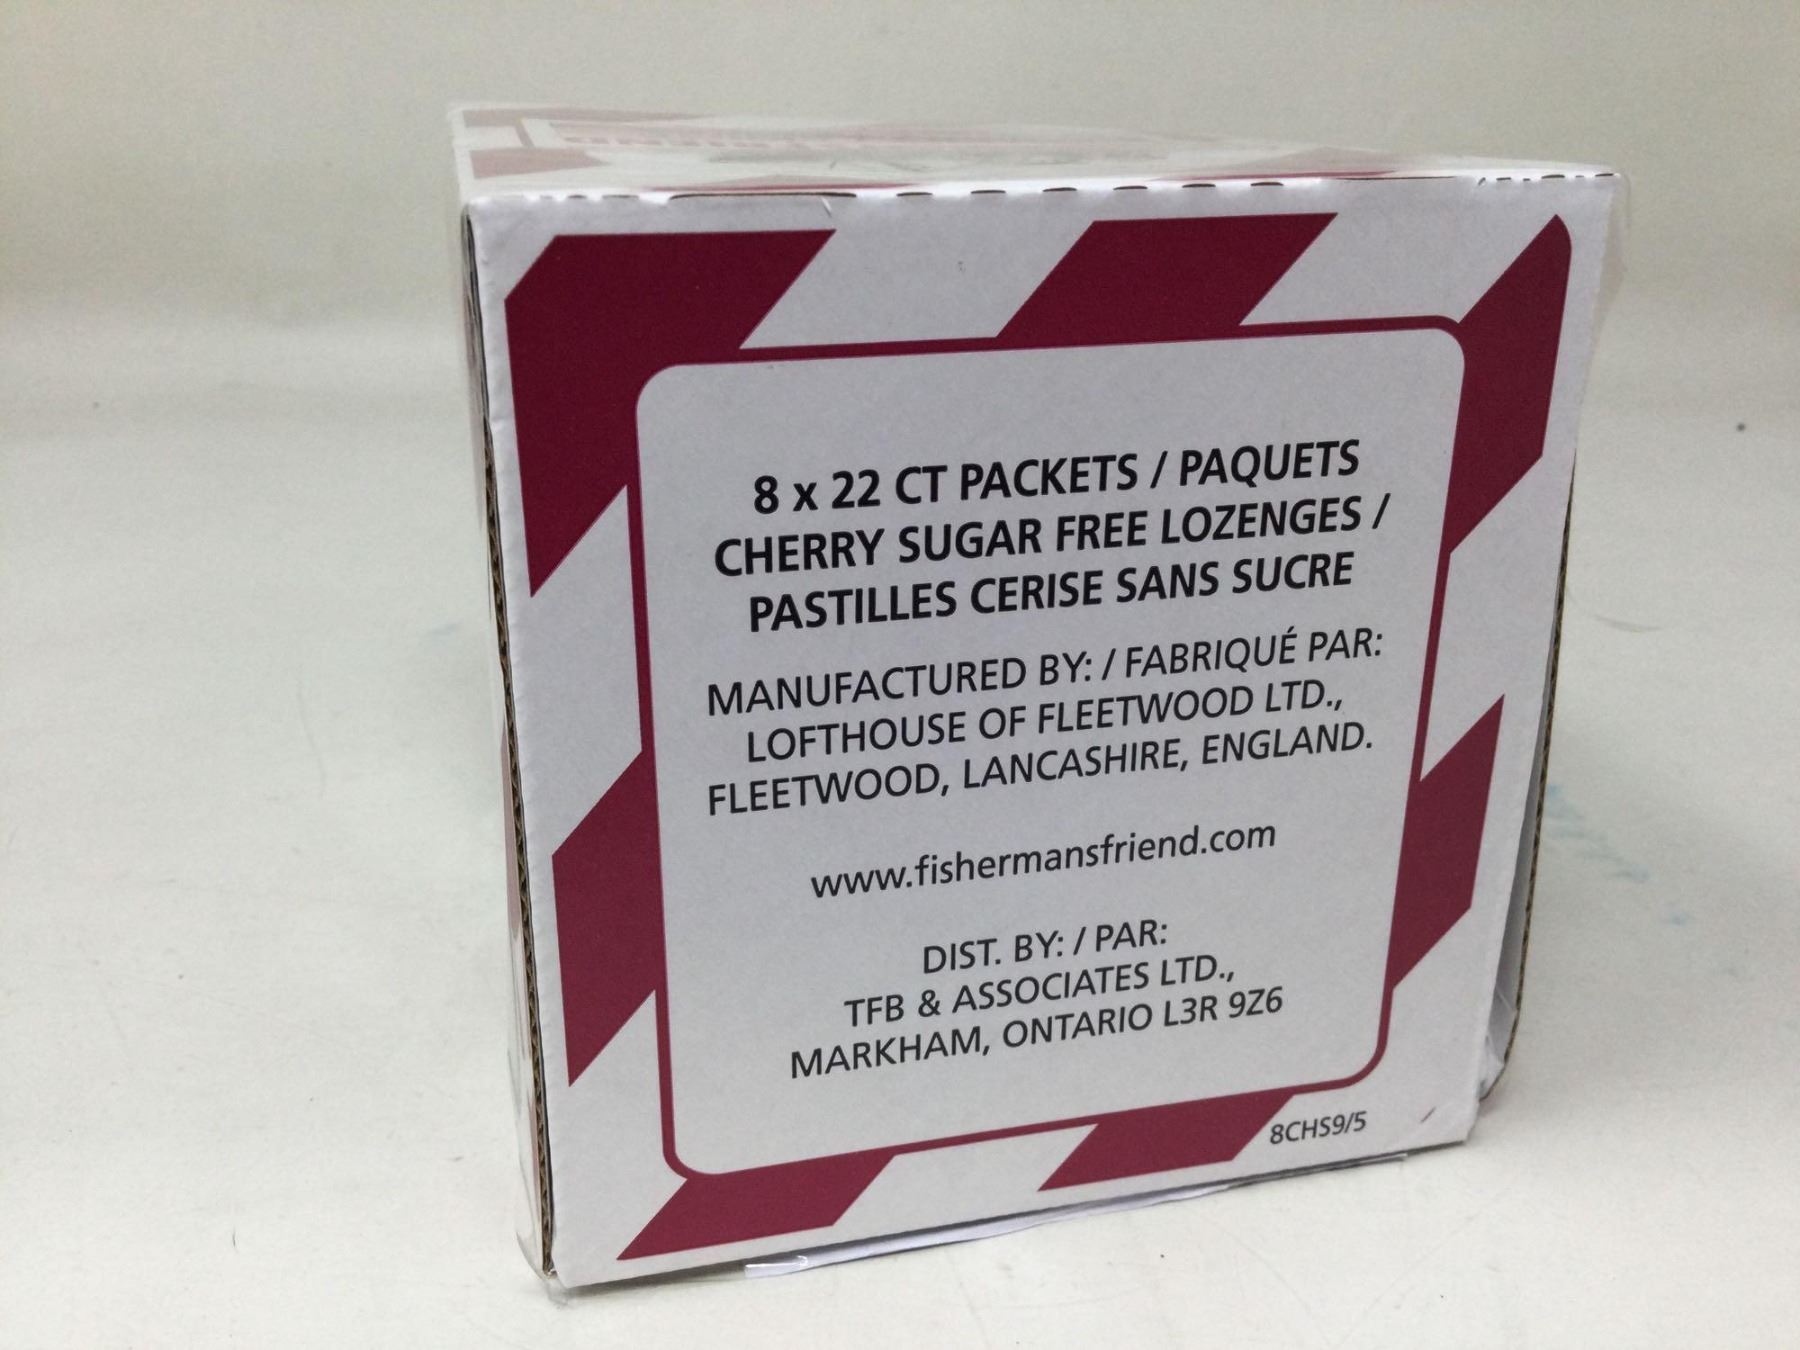 8 x 22 CT PACKETS / PAQUETS
CHERRY SUGAR FREE LOZENGES /
PASTILLES CERISE SANS SUCRE
MANUFACTURED BY: / FABRIQUÉ PAR:
LOFTHOUSE OF FLEETWOOD LTD.,
FLEETWOOD, LANCASHIRE, ENGLAND.
www.fishermansfriend.com
DIST. BY: / PAR:
TFB & ASSOCIATES LTD.,
MARKHAM, ONTARIO L3R 9Z6
8CHS9/5